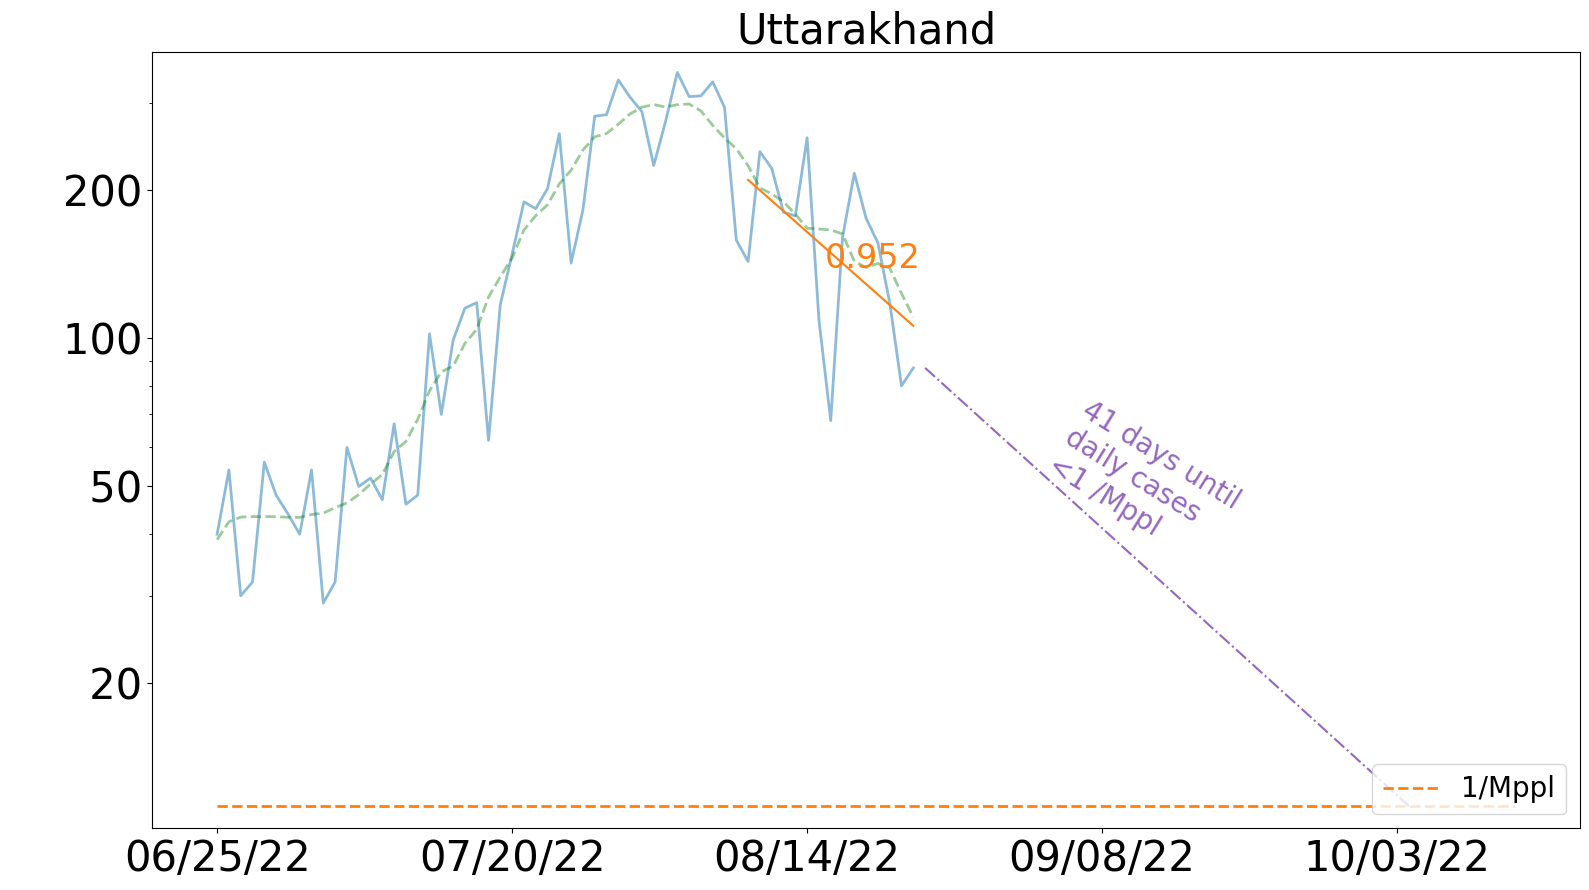 Uttarakhand
200
100
50
20
0.952
41 days until
daily cases
<1 /Mppl
1/Mppl
06/25/22
07/20/22
08/14/22
09/08/22
10/03/22